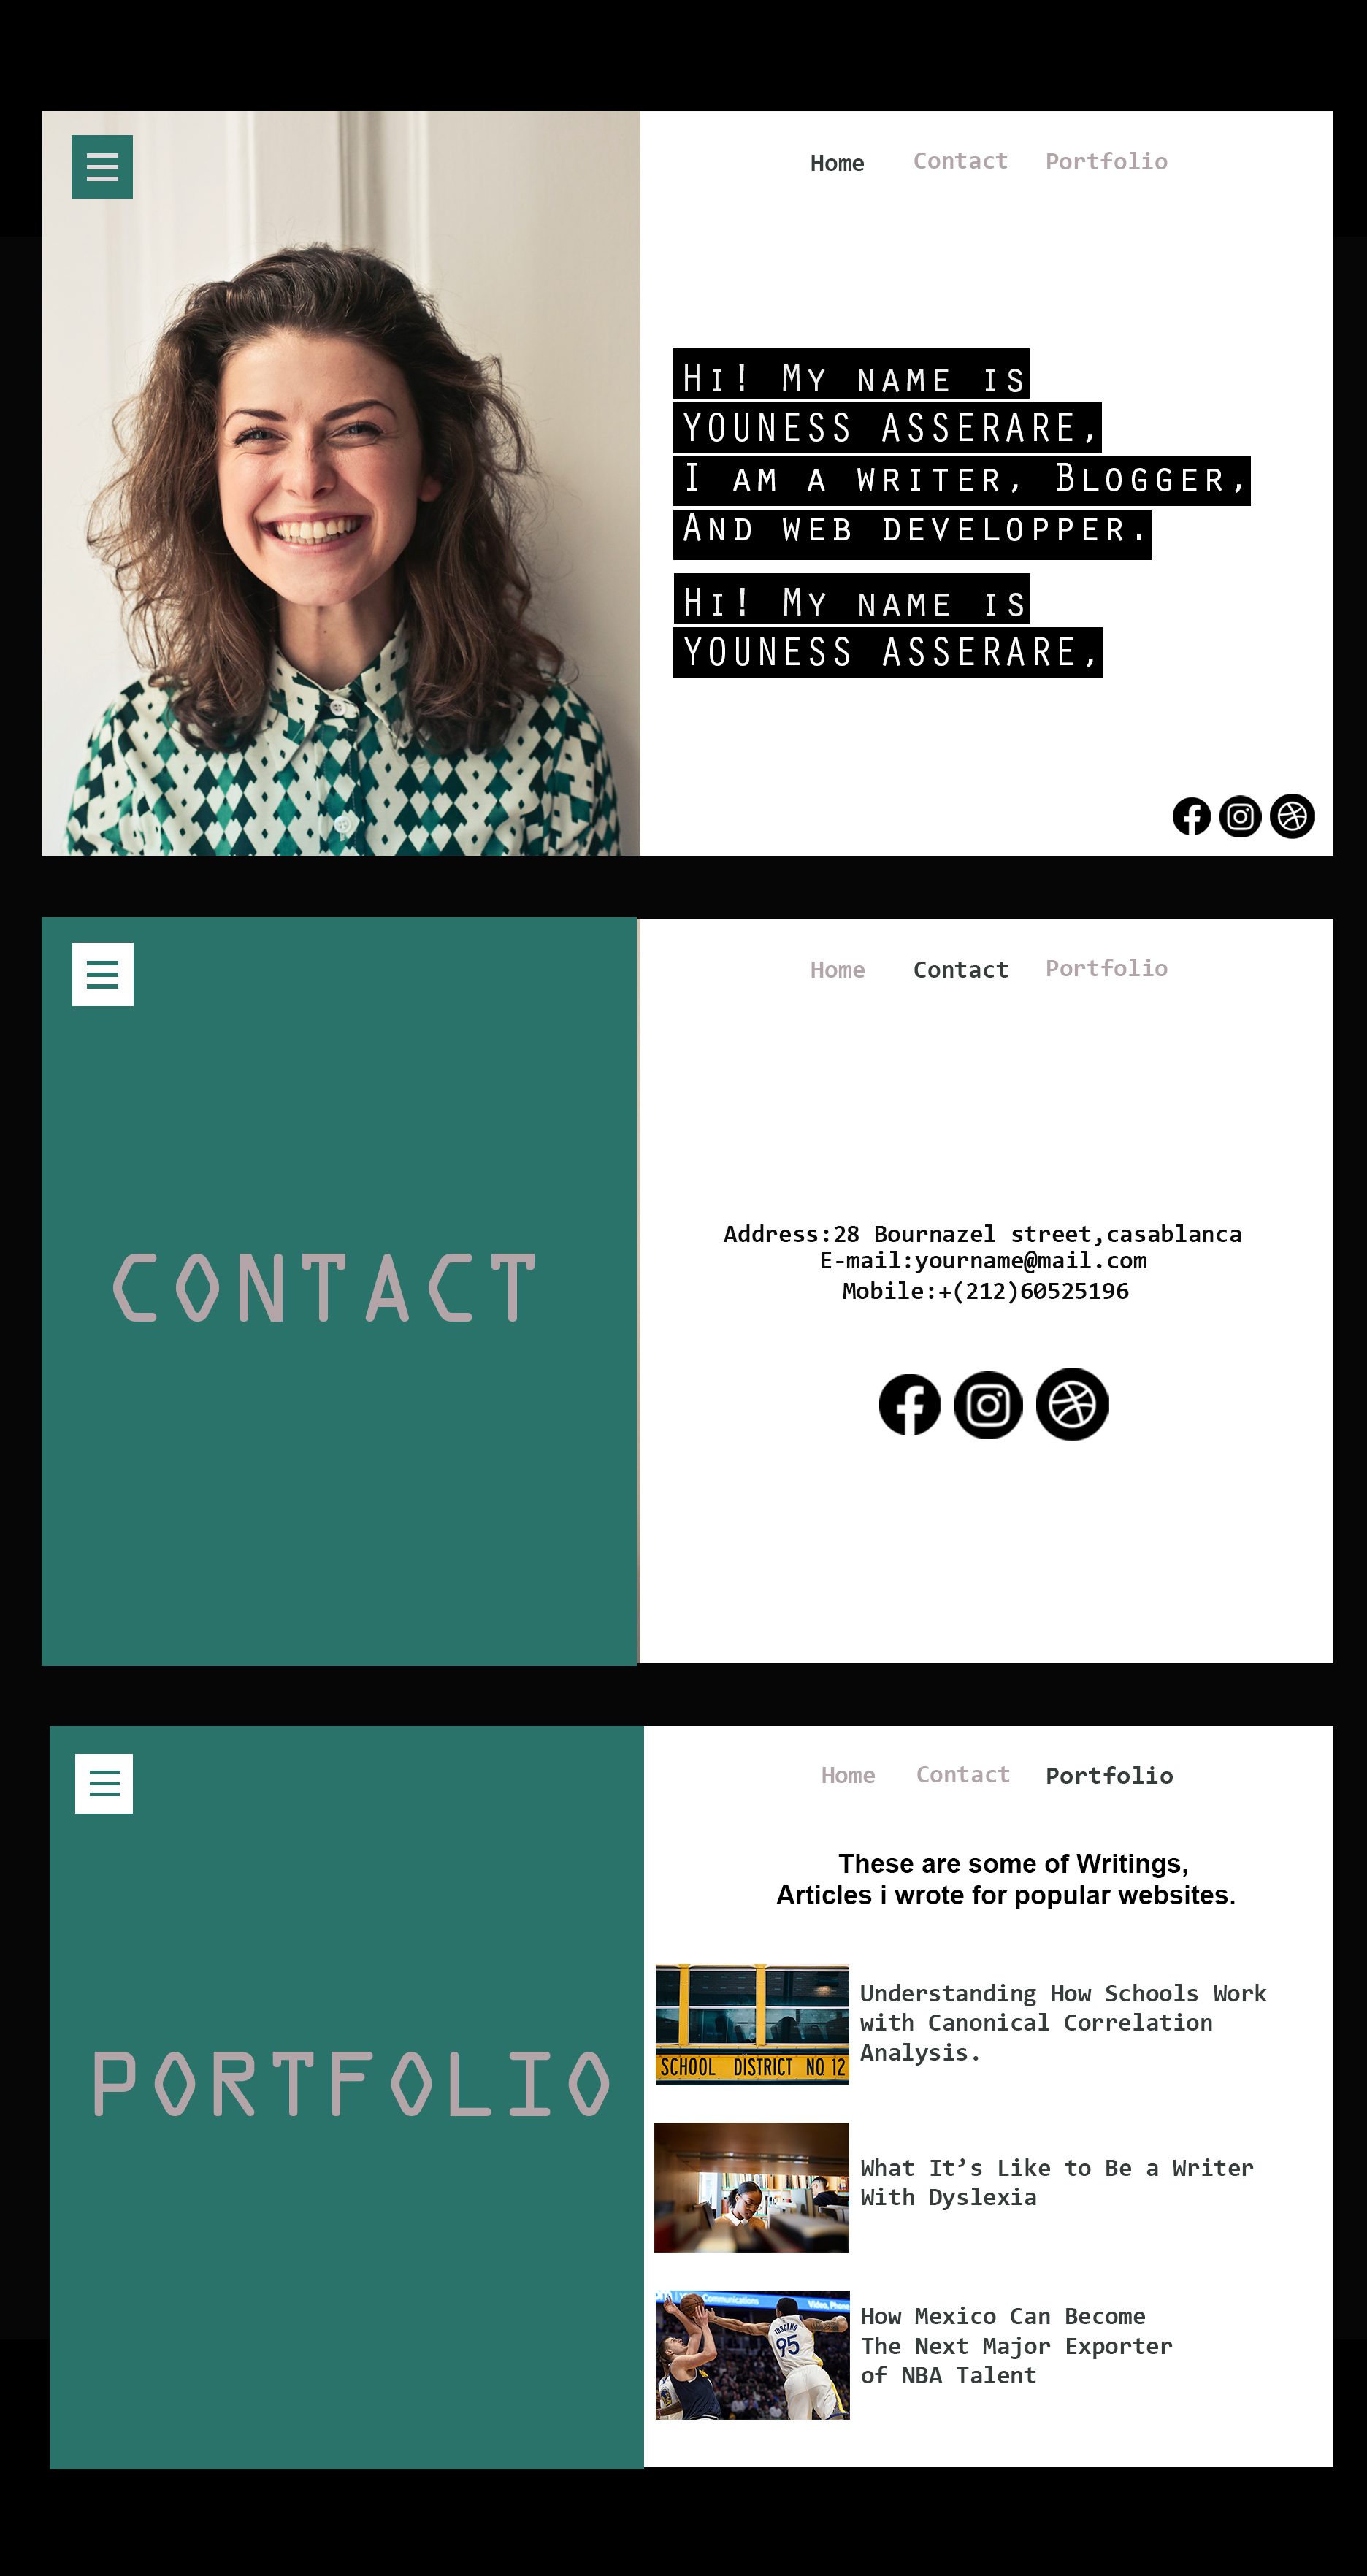 Home Contact Portfolio
Hi! My name is
YOUNESS ASSERARE,
I am a writer, Blogger,
And web developper.
Hi! My name is
YOUNESS ASSERARE,
Home Contact Portfolio
CONTACT
Address:28 Bournazel street,casablanca
E-mail:yourname@mail.com
Mobile:+(212)60525196
Home Contact Portfolio
These are some of Writings,
Articles i wrote for popular websites.
PORTFOLIO
SCHOOL DISTRICT NO 12
Understanding How Schools Work
with Canonical Correlation
Analysis.
What It’s Like to Be a Writer
With Dyslexia
Communications
Video, Phone
TOSCANO
95
How Mexico Can Become
The Next Major Exporter
of NBA Talent